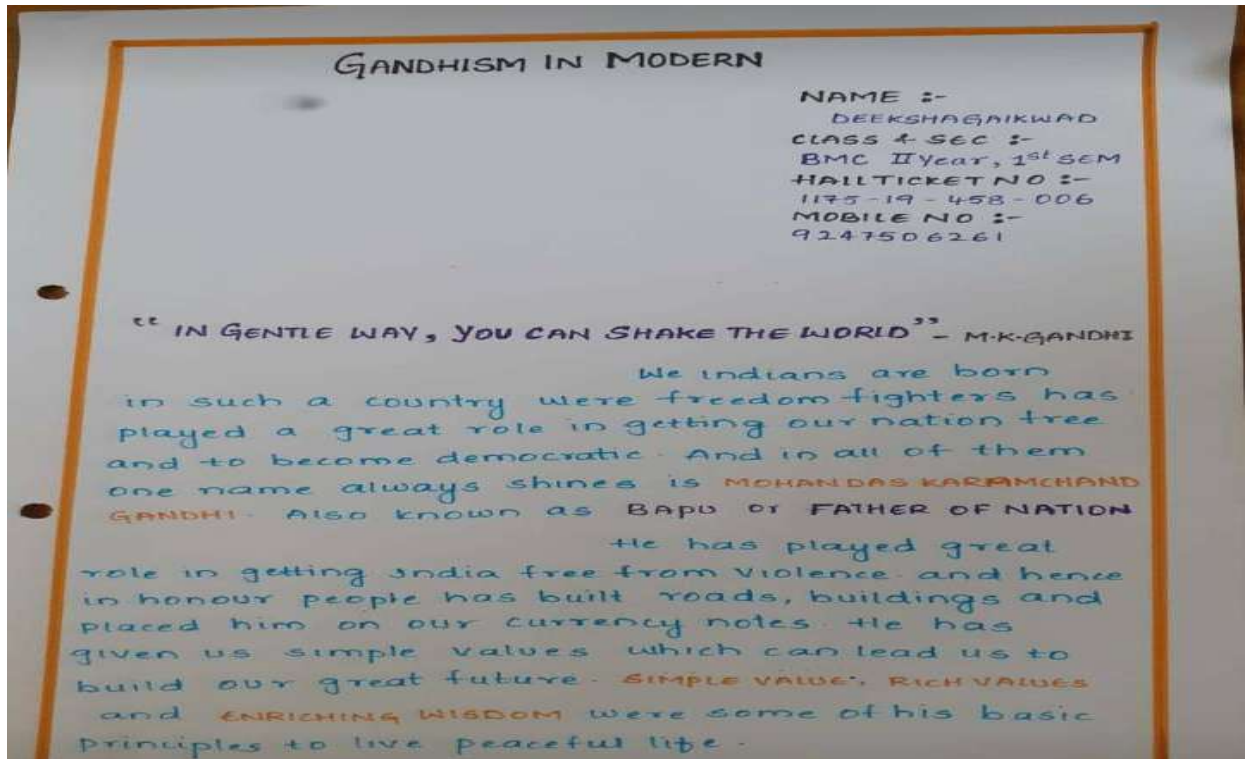 GANDHISM IN MODERN
NAME :-
DEEKSHAGAIKWAD
CLASS & SEC :-
BMC II Year, 1st SEM
HALLTICKET NO :-
1175-19-458-006
MOBILE NO :-
9247506261
"IN GENTLE WAY, YOU CAN SHAKE THE WORLD" - M.K.GANDHI
We indians are born
in such a country were freedom fighters has
played a great role in getting our nation free
and to become democratic. And in all of them
one name always shines is MOHANDAS KARAMCHAND
GANDHI. Also known as BAPU or FATHER OF NATION
He has played great
role in getting India free from violence. and hence
in honour people has built roads, buildings and
placed him on our currency notes. He has
given us simple values which can lead us to
build our great future. SIMPLE VALUE, RICH VALUES
and ENRICHING WISDOM were some of his basic
principles to live peaceful life.